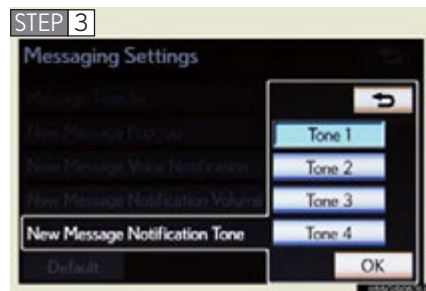 STEP 3
Messaging Settings
Message Transfer
New Message Pop-up
New Message Voice Notification
New Message Notification Volume
New Message Notification Tone
Default
Tone 1
Tone 2
Tone 3
Tone 4
OK